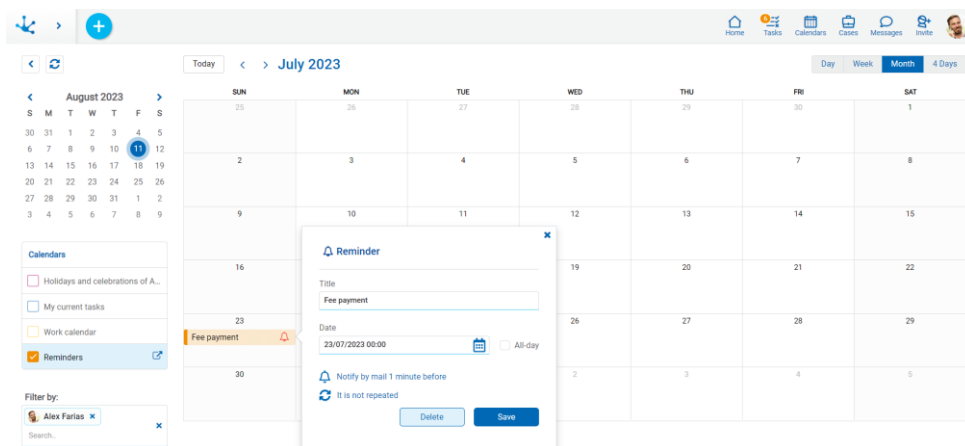 6
Home Tasks Calendars Cases Messages Invite
Today July 2023 Day Week Month 4 Days
August 2023
S M T W T F S
30 31 1 2 3 4 5
6 7 8 9 10 11 12
13 14 15 16 17 18 19
20 21 22 23 24 25 26
27 28 29 30 31 1 2
3 4 5 6 7 8 9
Calendars
Holidays and celebrations of A...
My current tasks
Work calendar
Reminders
Filter by:
Alex Farias
Search..
SUN MON TUE WED THU FRI SAT
25 26 27 28 29 30 1
2 3 4 5 6 7 8
9 10 11 12 13 14 15
16 19 20 21 22
23 26 27 28 29
Fee payment
30 2 3 4 5
Reminder
Title
Fee payment
Date
23/07/2023 00:00 All-day
Notify by mail 1 minute before
It is not repeated
Delete Save